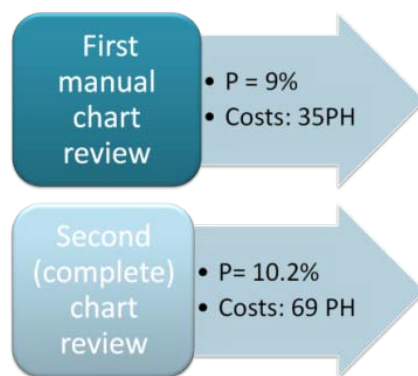 First
manual
chart
review
• P = 9%
• Costs: 35PH
Second
(complete)
chart
review
• P= 10.2%
• Costs: 69 PH